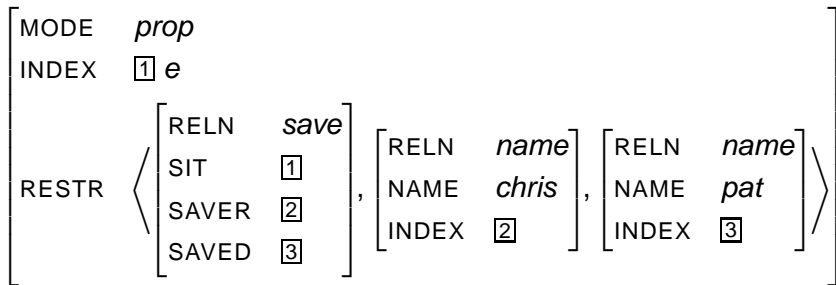 MODE prop
INDEX 1 e
RESTR ⟨ [RELN save, SIT 1, SAVER 2, SAVED 3], [RELN name, NAME chris, INDEX 2], [RELN name, NAME pat, INDEX 3] ⟩